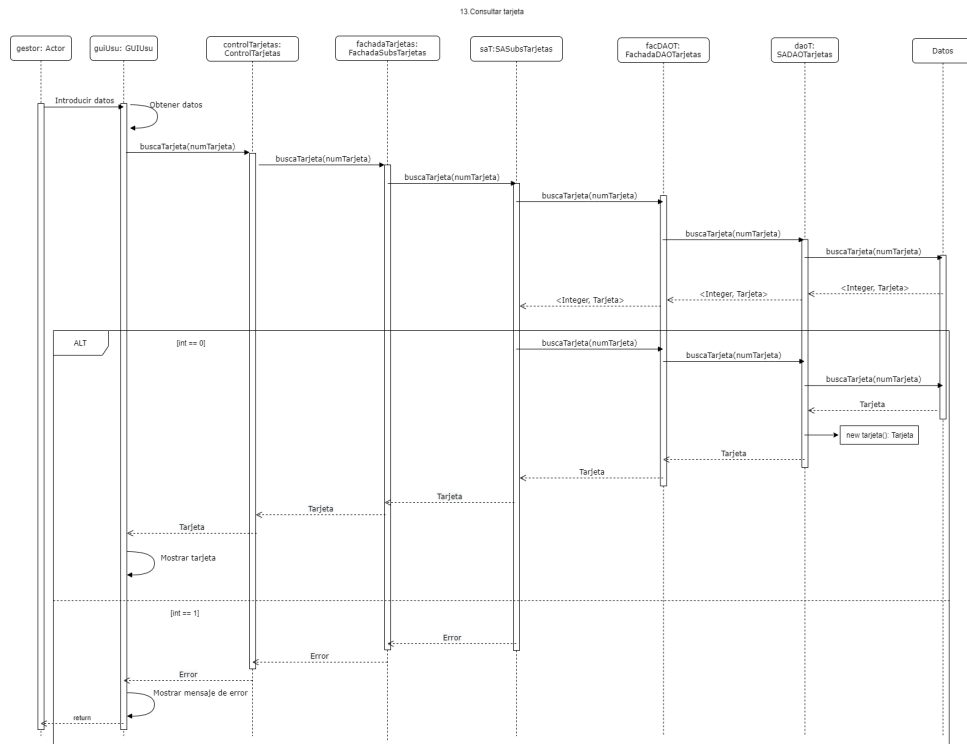 13.Consultar tarjeta
gestor: Actor
guiUsu: GUIUsu
controlTarjetas:
ControlTarjetas
fachadaTarjetas:
FachadaSubsTarjetas
saT:SASubsTarjetas
facDAOT:
FachadaDAOTarjetas
daoT:
SADAOTarjetas
Datos
Introducir datos
Obtener datos
buscaTarjeta(numTarjeta)
buscaTarjeta(numTarjeta)
buscaTarjeta(numTarjeta)
buscaTarjeta(numTarjeta)
buscaTarjeta(numTarjeta)
buscaTarjeta(numTarjeta)
<Integer, Tarjeta>
<Integer, Tarjeta>
<Integer, Tarjeta>
ALT
[int == 0]
buscaTarjeta(numTarjeta)
buscaTarjeta(numTarjeta)
buscaTarjeta(numTarjeta)
Tarjeta
new tarjeta(): Tarjeta
Tarjeta
Tarjeta
Tarjeta
Tarjeta
Tarjeta
Mostrar tarjeta
[int == 1]
Error
Error
Error
Mostrar mensaje de error
return